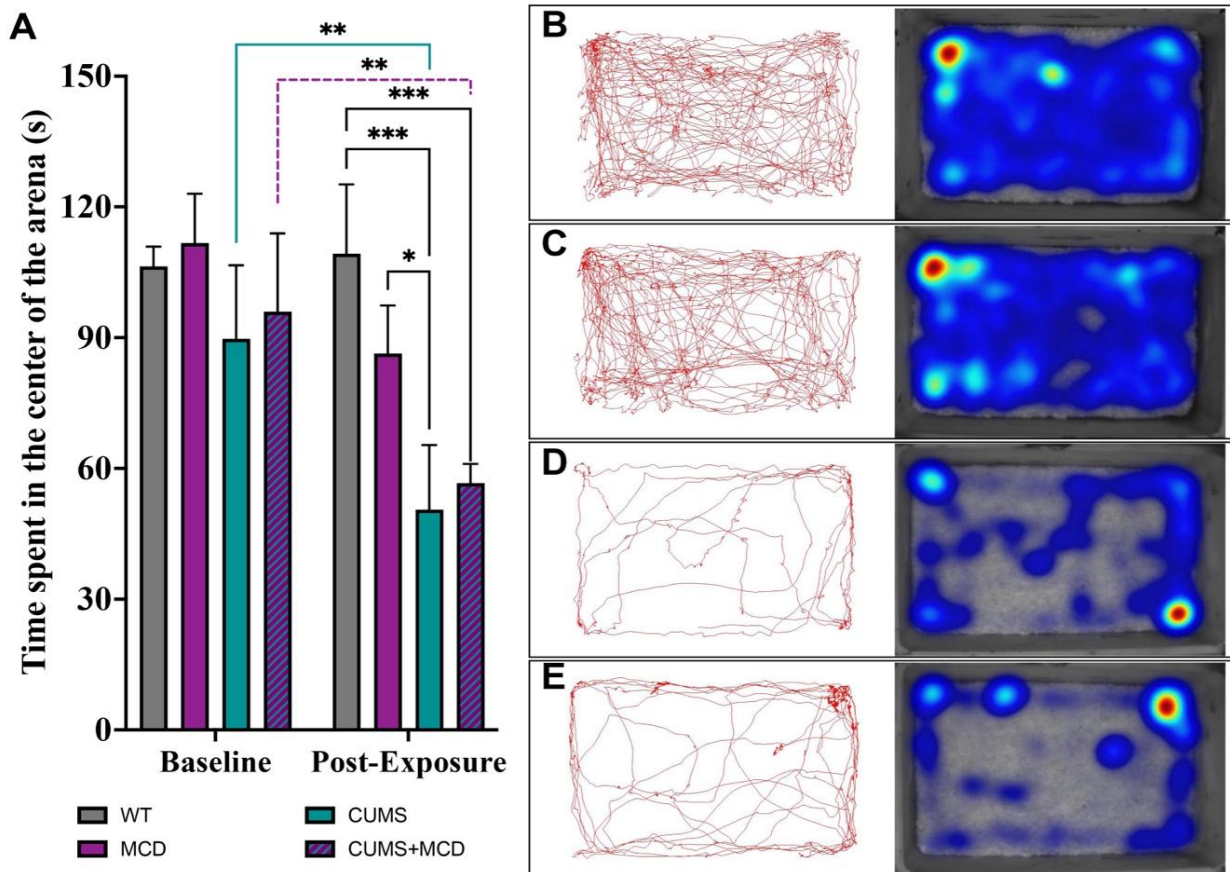 A
Time spent in the center of the arena (s)
150
120
90
60
30
0
**
**
***
***
*
Baseline Post-Exposure
WT
MCD
CUMS
CUMS+MCD
B
C
D
E